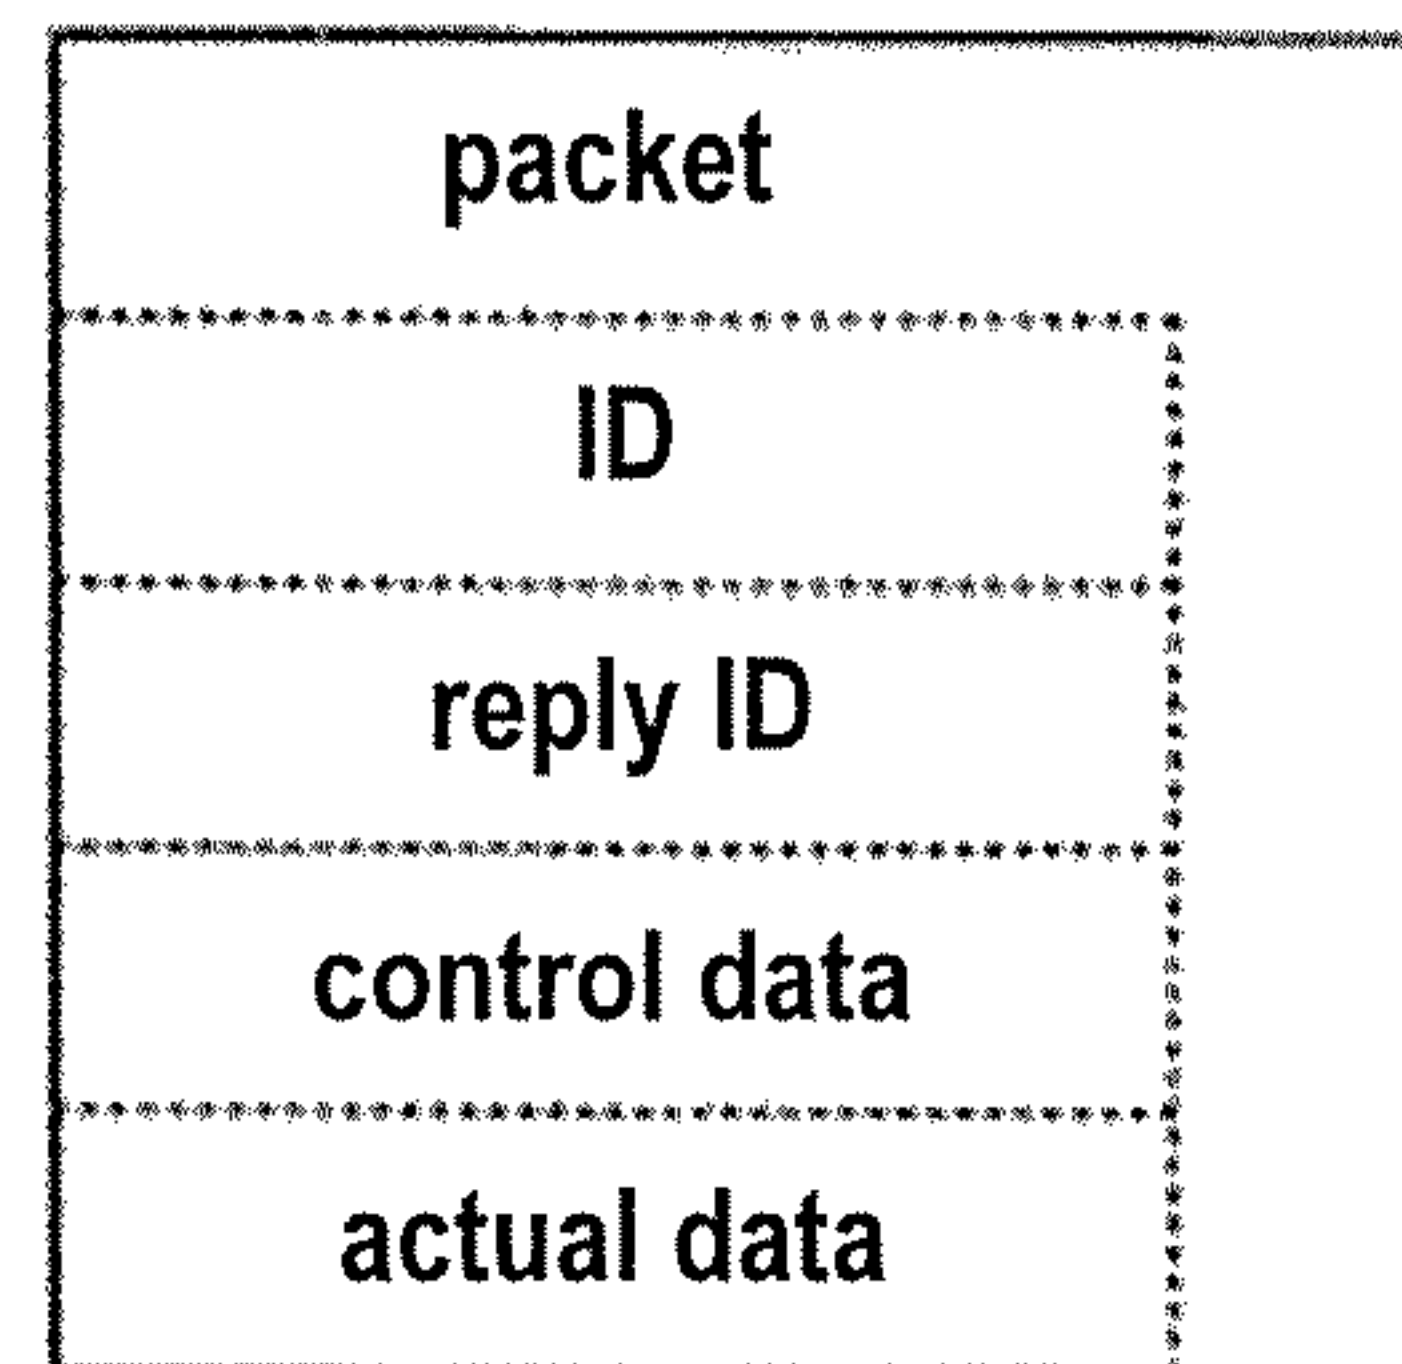 packet
ID
reply ID
control data
actual data